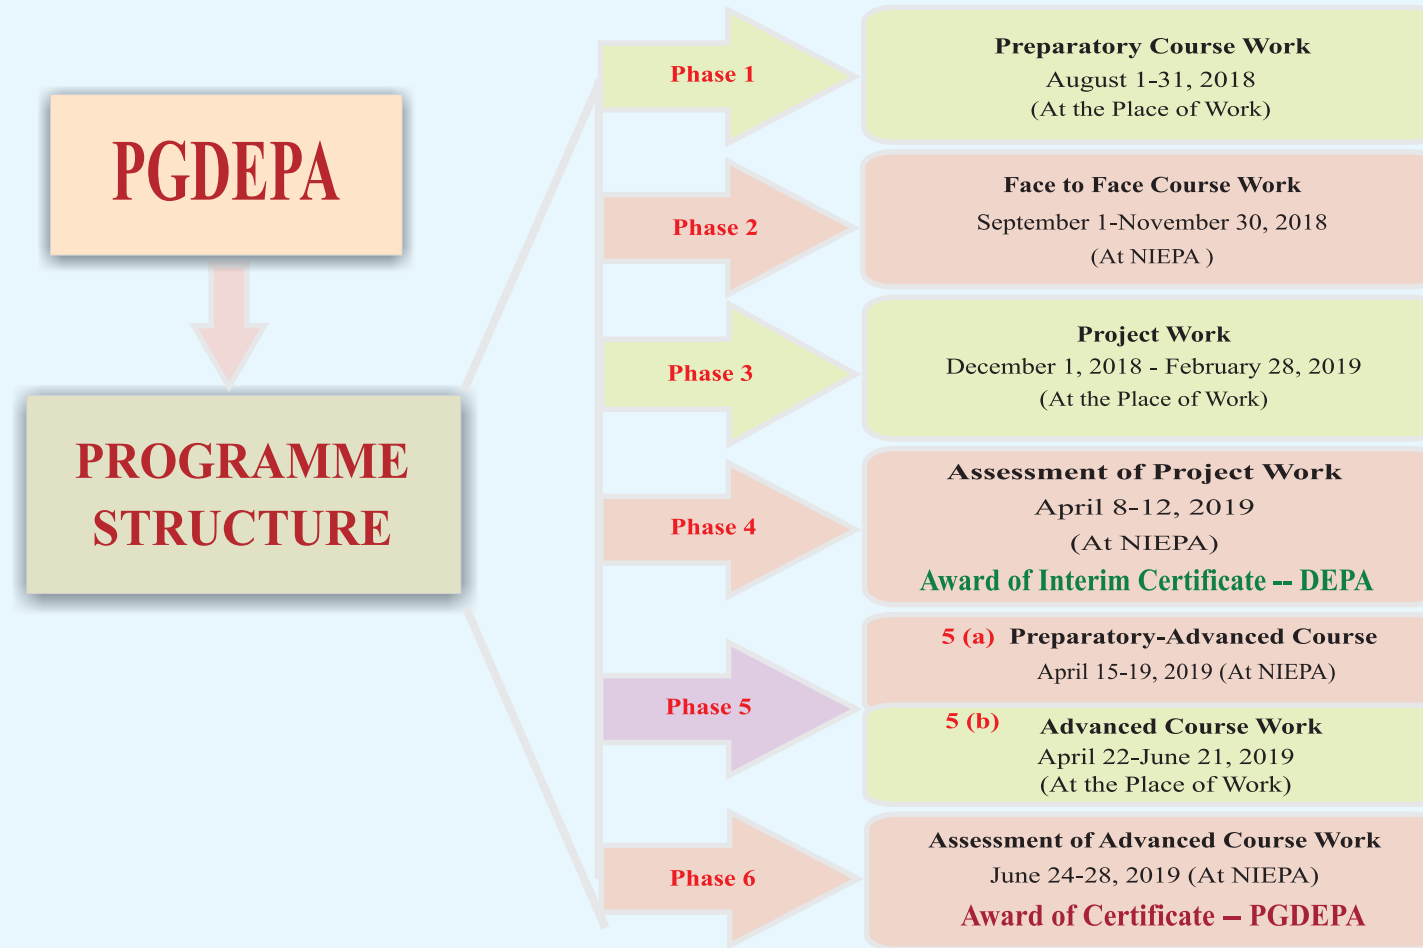 PGDEPA
PROGRAMME
STRUCTURE
Phase 1
Preparatory Course Work
August 1-31, 2018
(At the Place of Work)
Phase 2
Face to Face Course Work
September 1-November 30, 2018
(At NIEPA )
Phase 3
Project Work
December 1, 2018 - February 28, 2019
(At the Place of Work)
Phase 4
Assessment of Project Work
April 8-12, 2019
(At NIEPA)
Award of Interim Certificate -- DEPA
Phase 5
5 (a) Preparatory-Advanced Course
April 15-19, 2019 (At NIEPA)
5 (b) Advanced Course Work
April 22-June 21, 2019
(At the Place of Work)
Phase 6
Assessment of Advanced Course Work
June 24-28, 2019 (At NIEPA)
Award of Certificate – PGDEPA